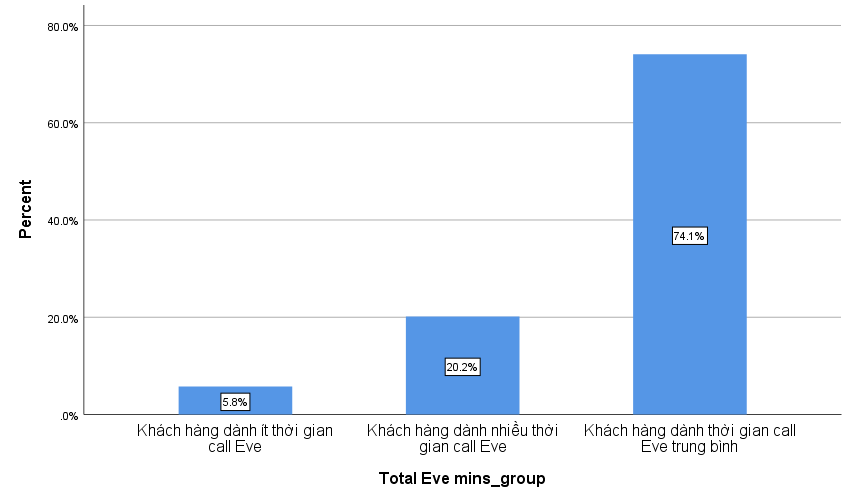 80.0%
60.0%
40.0%
20.0%
.0%
Percent
5.8%
20.2%
74.1%
Khách hàng dành ít thời gian
call Eve
Khách hàng dành nhiều thời
gian call Eve
Khách hàng dành thời gian call
Eve trung bình
Total Eve mins_group